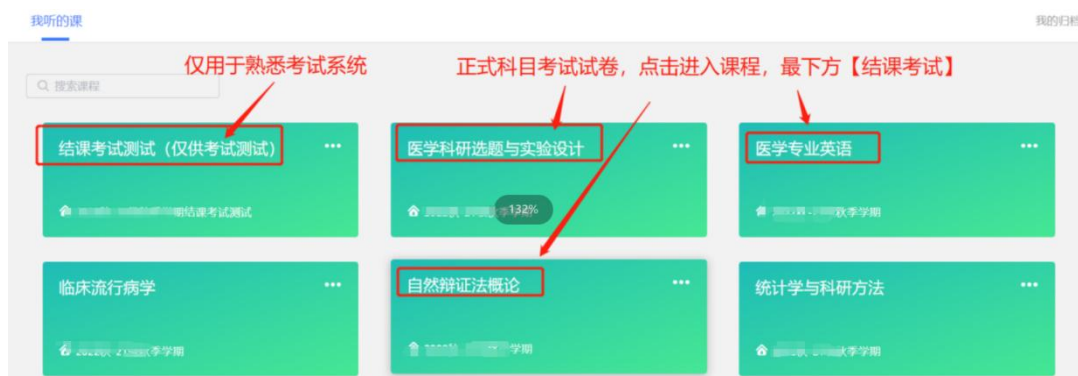 我听的课
我的归档
仅用于熟悉考试系统
正式科目考试试卷，点击进入课程，最下方【结课考试】
搜索课程
结课考试测试（仅供考试测试）
医学科研选题与实验设计
医学专业英语
期结课考试测试
132%
季学期
秋季学期
临床流行病学
自然辩证法概论
统计学与科研方法
季学期
学期
秋季学期